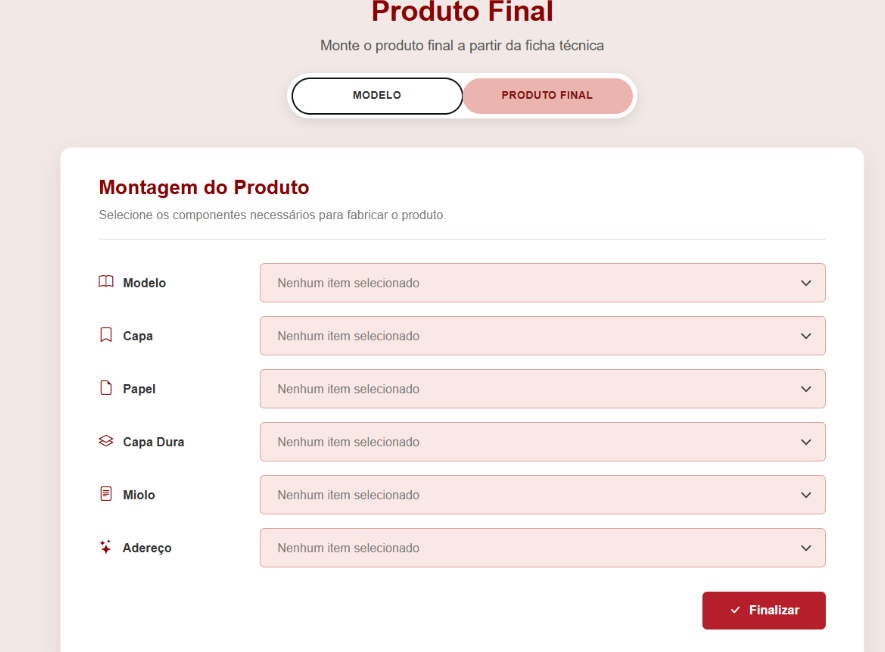 Produto Final
Monte o produto final a partir da ficha técnica
MODELO PRODUTO FINAL
Montagem do Produto
Selecione os componentes necessários para fabricar o produto.
Modelo Nenhum item selecionado
Capa Nenhum item selecionado
Papel Nenhum item selecionado
Capa Dura Nenhum item selecionado
Miolo Nenhum item selecionado
Adereço Nenhum item selecionado
Finalizar